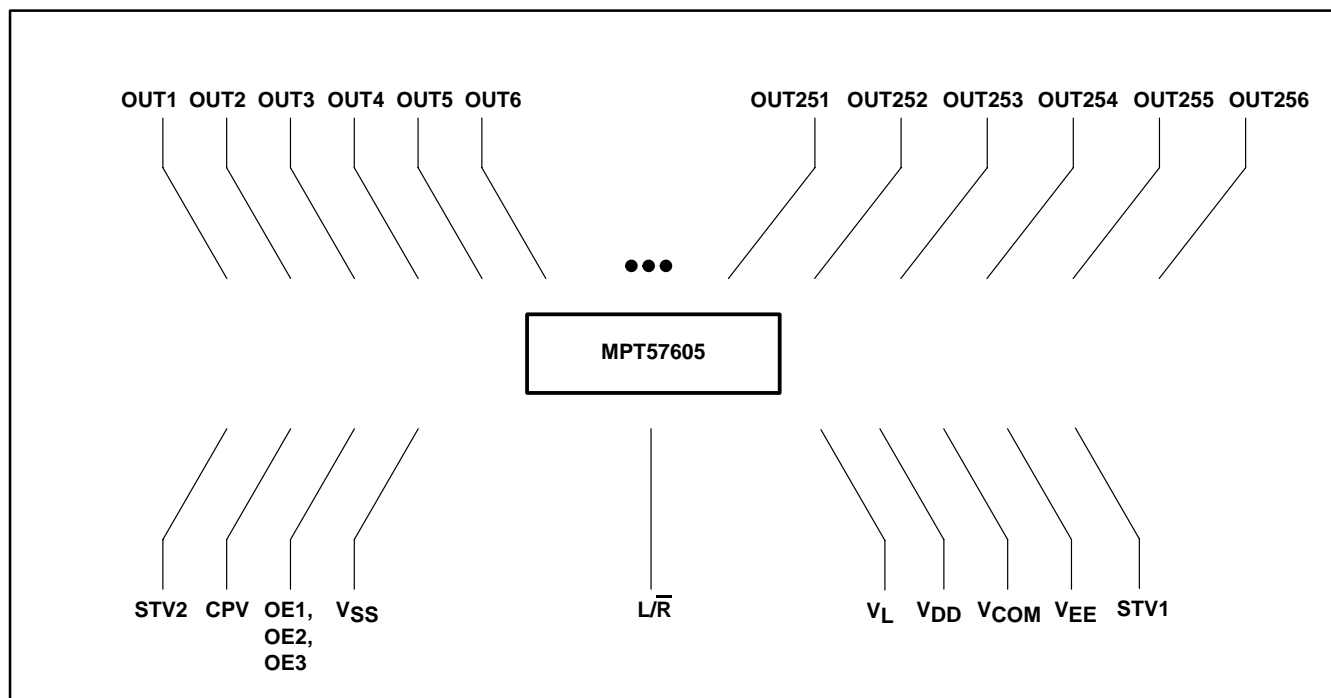 OUT1 OUT2 OUT3 OUT4 OUT5 OUT6 OUT251 OUT252 OUT253 OUT254 OUT255 OUT256
MPT57605
STV2 CPV OE1, VSS L/R̅ VL VDD VCOM VEE STV1
OE2,
OE3